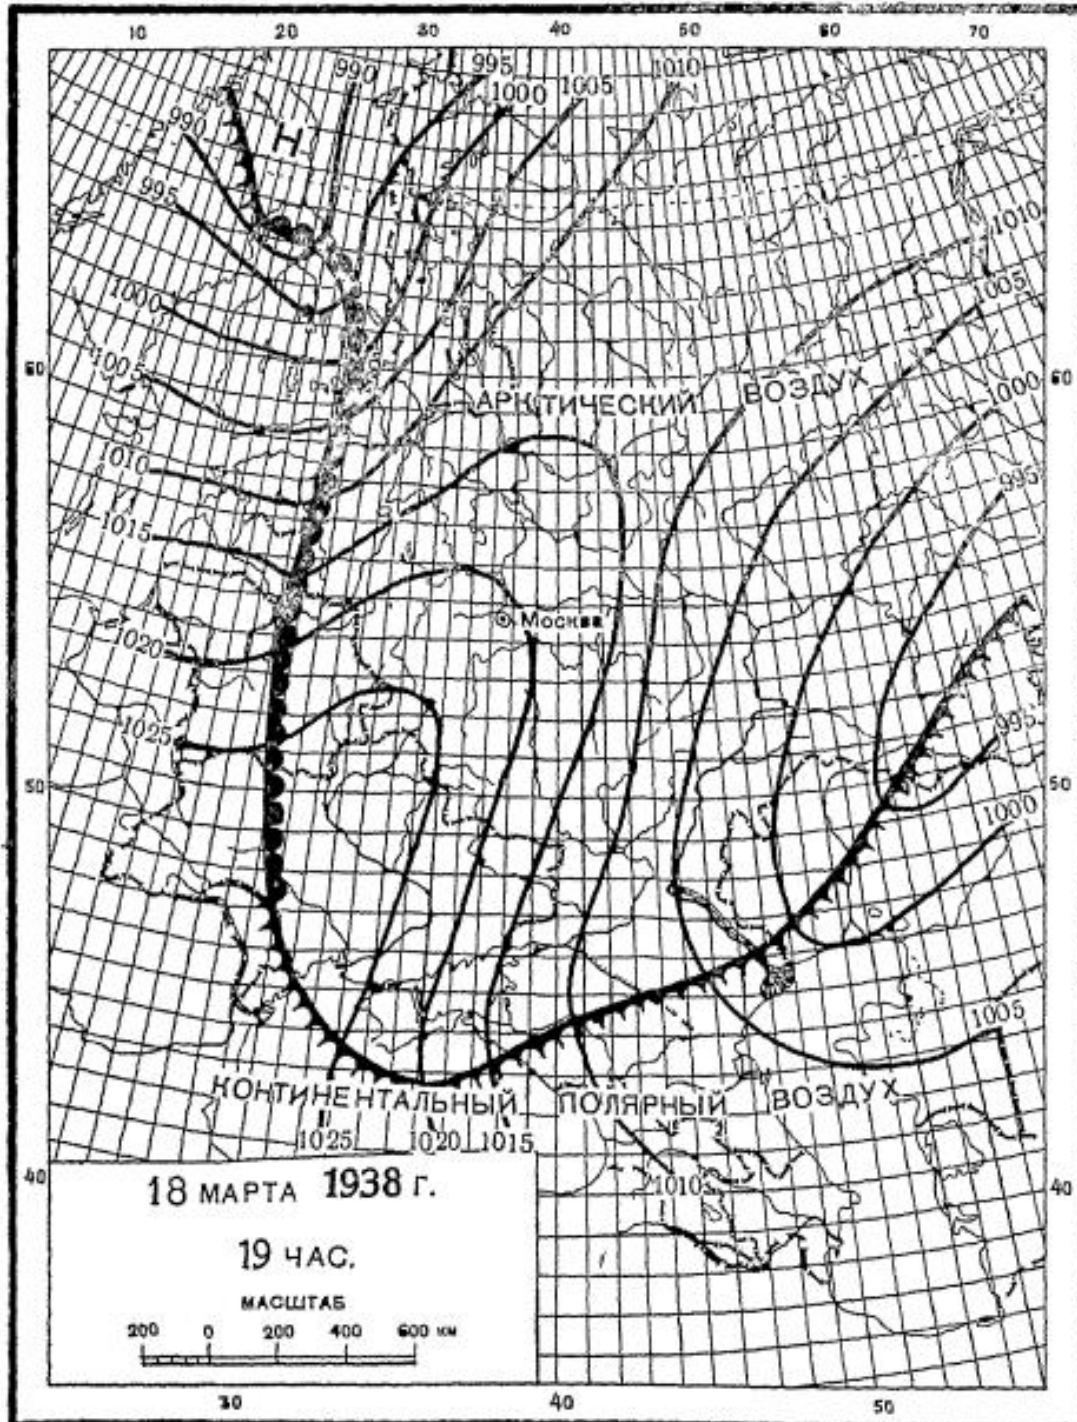 10 20 30 40 50 60 70
990 995 1000 1005 1010
990
Н
995
1010
1000
1005
60 1005 60
АРКТИЧЕСКИЙ ВОЗДУХ
1000
1010
995
1015
Москва
1020
1025 995
50 50
1000
1005
КОНТИНЕНТАЛЬНЫЙ ПОЛЯРНЫЙ ВОЗДУХ
1025 1020 1015
1010
40 40
18 МАРТА 1938 Г.
19 ЧАС.
МАСШТАБ
200 0 200 400 600 КМ
30 40 50